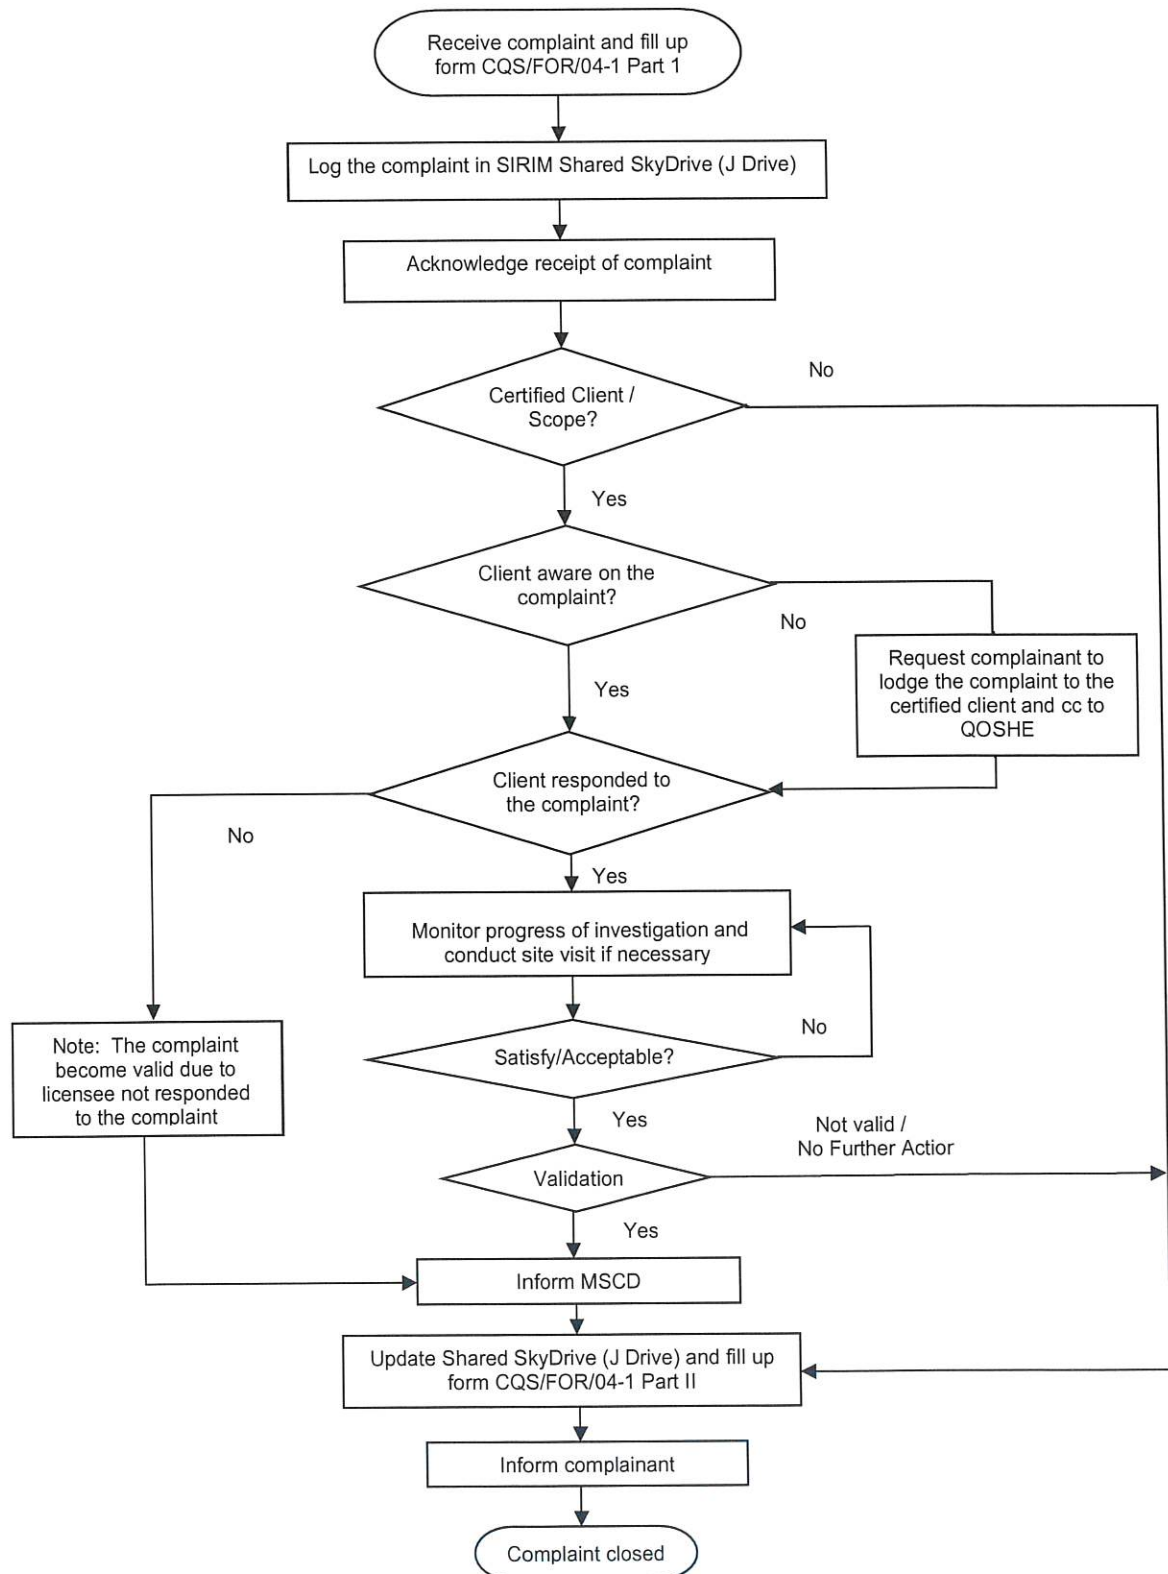 Receive complaint and fill up
form CQS/FOR/04-1 Part 1
Log the complaint in SIRIM Shared SkyDrive (J Drive)
Acknowledge receipt of complaint
No
Certified Client /
Scope?
Yes
Client aware on the
complaint?
No
Request complainant to
lodge the complaint to the
certified client and cc to
QOSHE
Yes
Client responded to
the complaint?
No
Yes
Monitor progress of investigation and
conduct site visit if necessary
No
Note:  The complaint
become valid due to
licensee not responded
to the complaint
Satisfy/Acceptable?
Yes
Not valid /
No Further Actior
Validation
Yes
Inform MSCD
Update Shared SkyDrive (J Drive) and fill up
form CQS/FOR/04-1 Part II
Inform complainant
Complaint closed